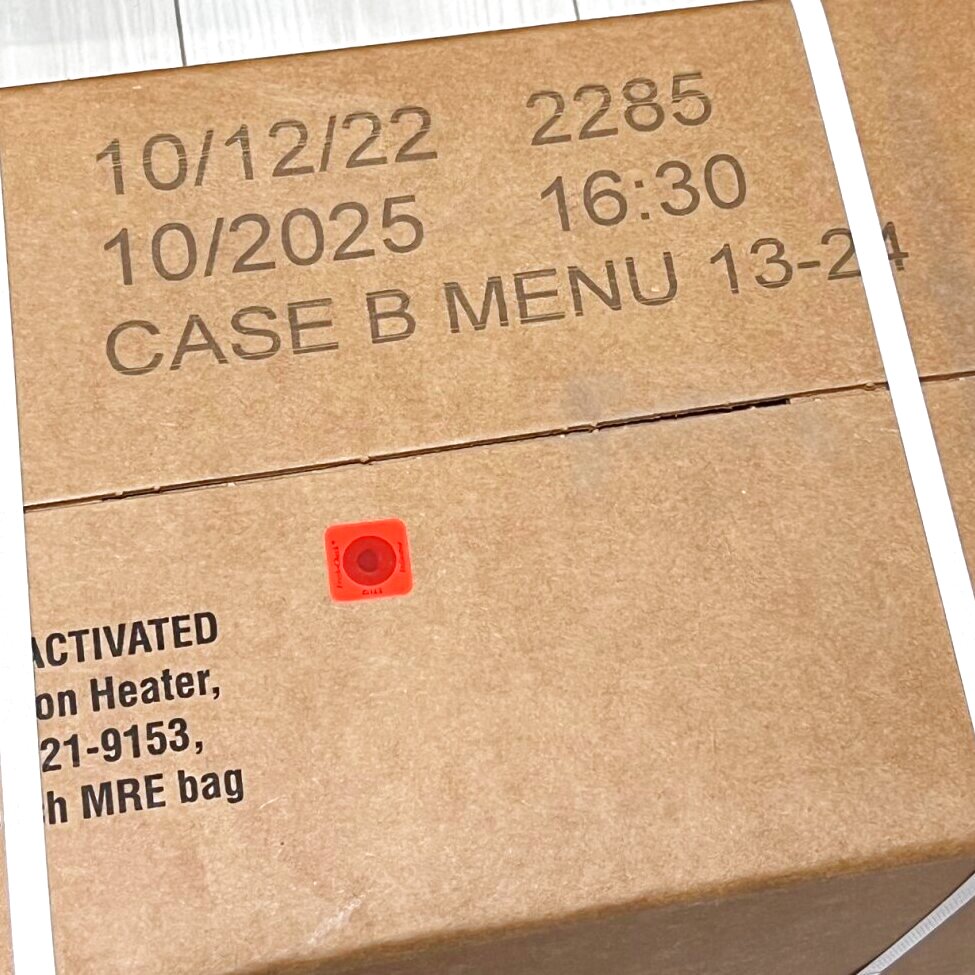 10/12/22 2285
10/2025 16:30
CASE B MENU 13-24
ACTIVATED
on Heater,
21-9153,
h MRE bag